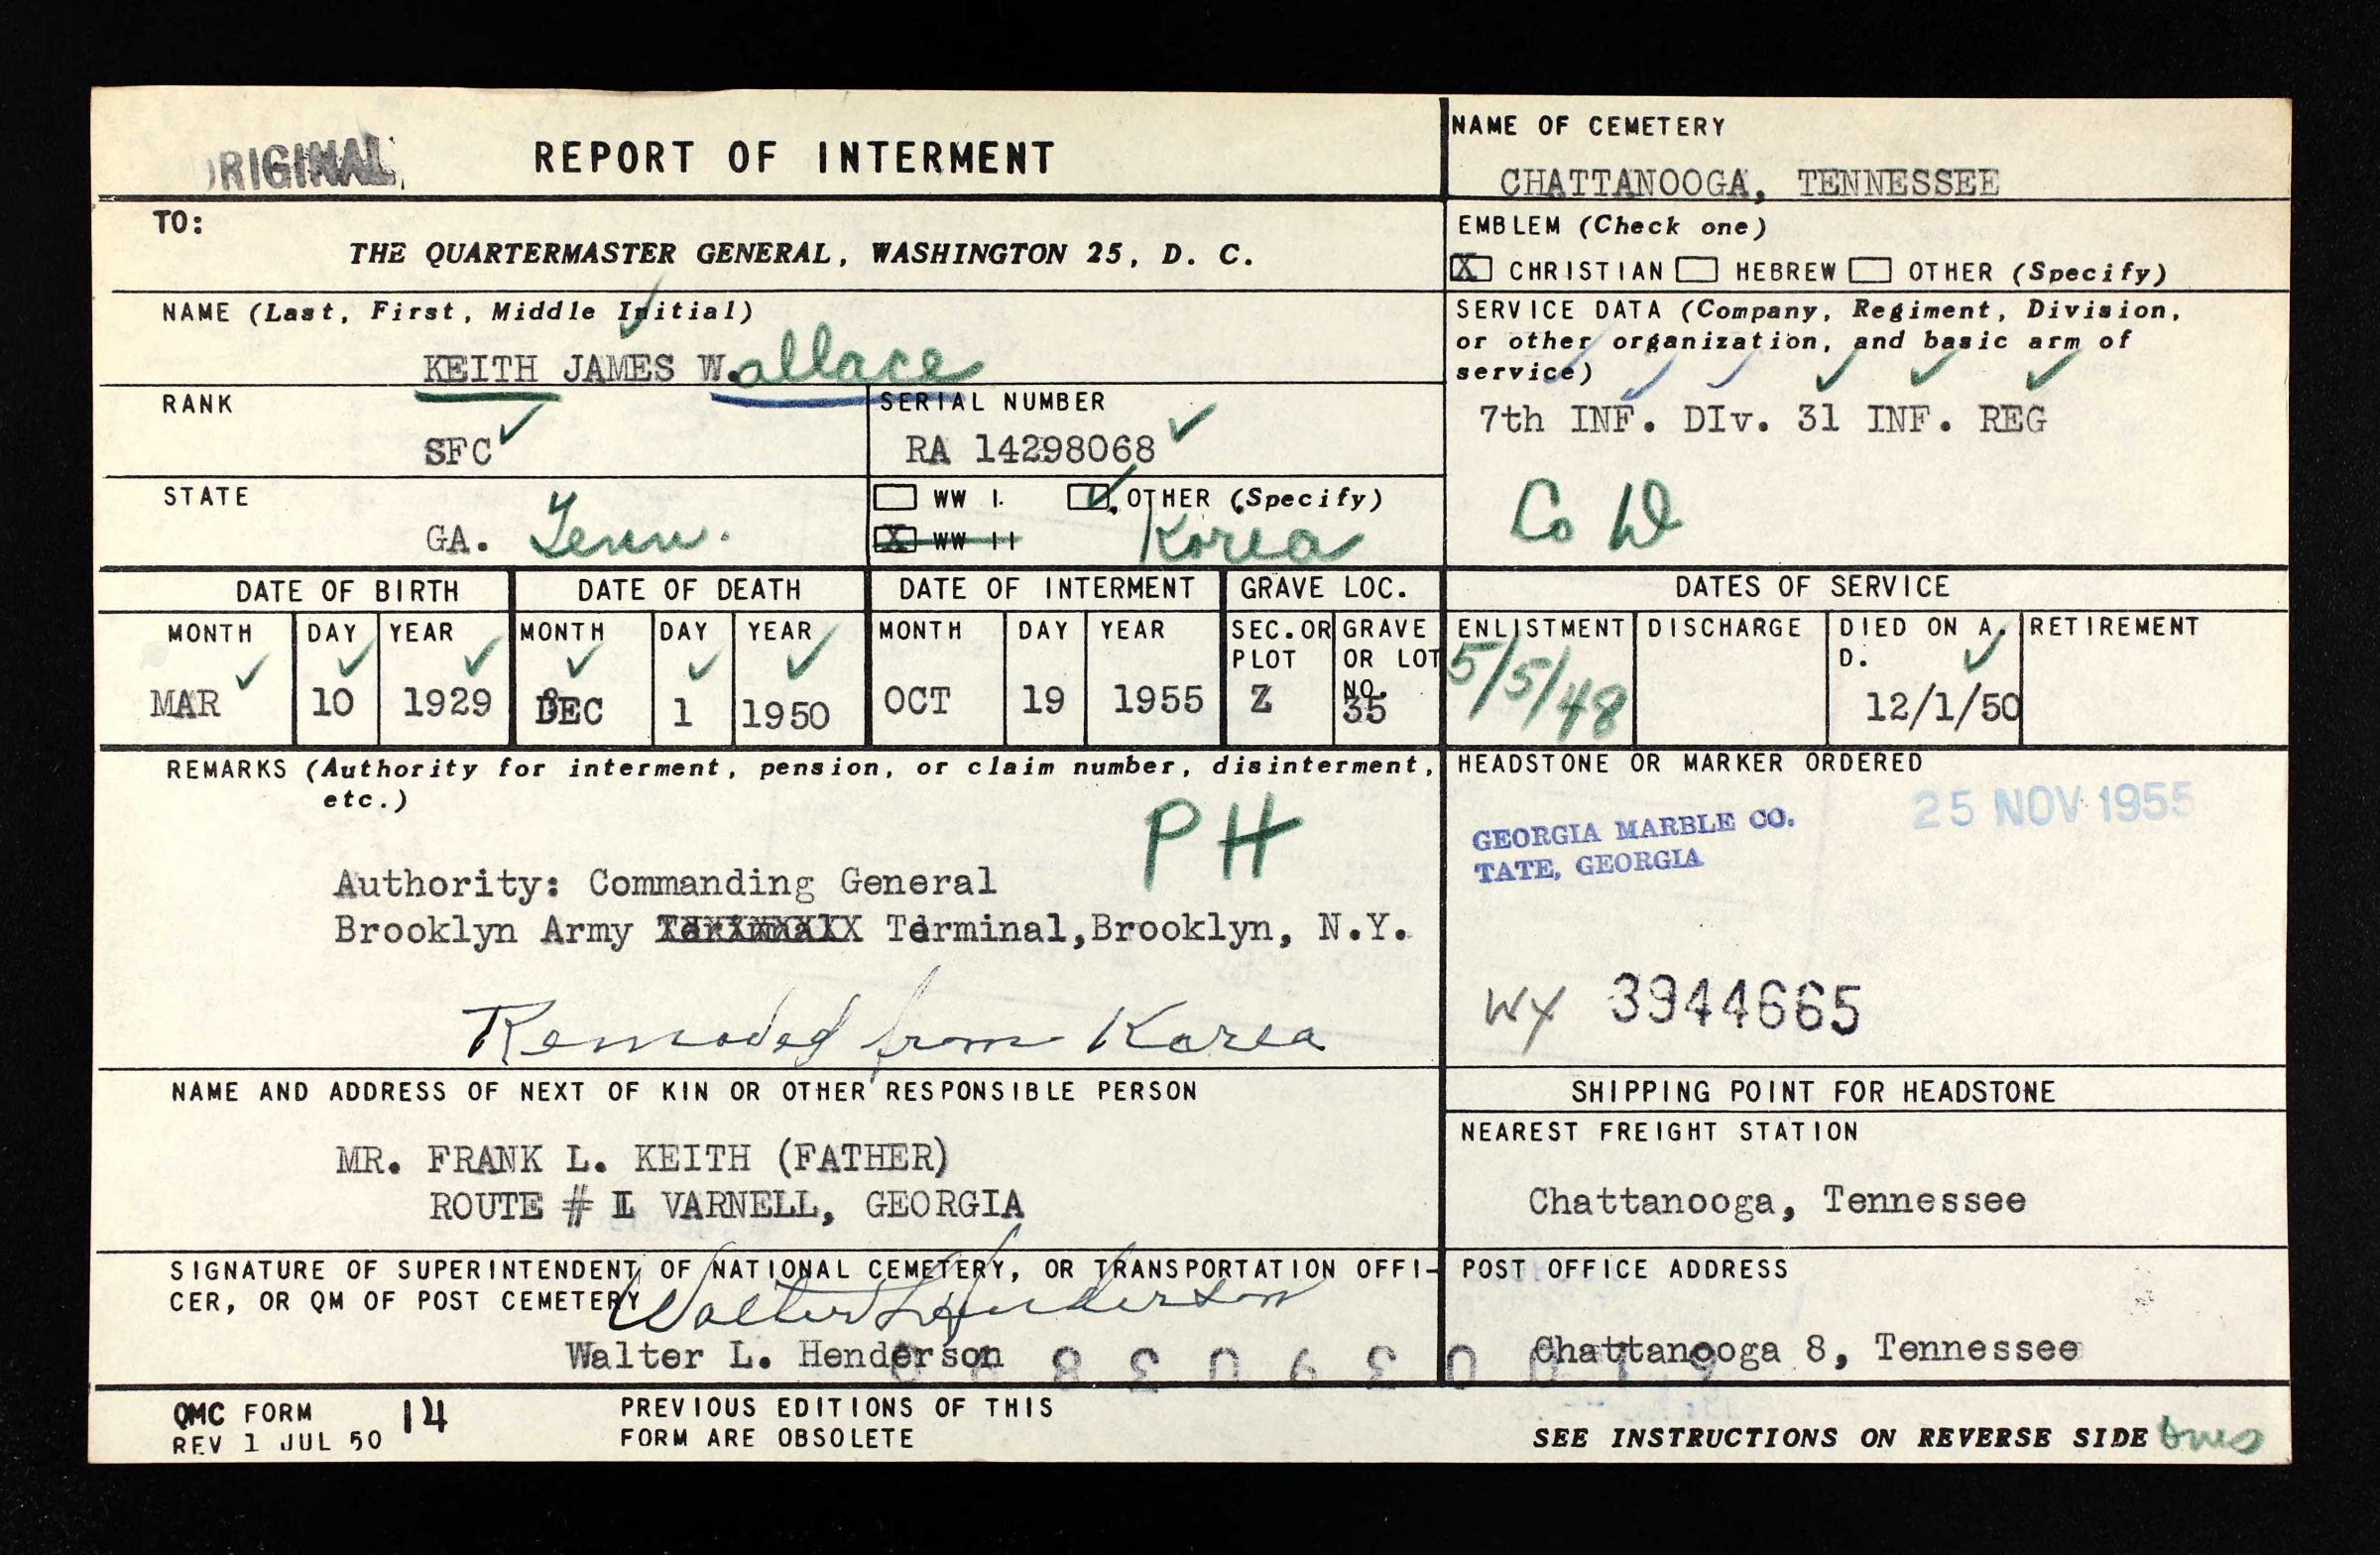 ORIGINAL
REPORT OF INTERMENT
NAME OF CEMETERY
CHATTANOOGA, TENNESSEE
TO:
THE QUARTERMASTER GENERAL, WASHINGTON 25, D. C.
EMBLEM (Check one)
X CHRISTIAN HEBREW OTHER (Specify)
NAME (Last, First, Middle Initial)
KEITH JAMES W.allace
SERVICE DATA (Company, Regiment, Division,
or other organization, and basic arm of
service)
7th INF. DIv. 31 INF. REG
Co D
RANK
SFC
SERIAL NUMBER
RA 14298068
STATE
GA. Tenn.
WW I. OTHER (Specify)
X WW II Korea
DATE OF BIRTH DATE OF DEATH DATE OF INTERMENT GRAVE LOC. DATES OF SERVICE
MONTH DAY YEAR MONTH DAY YEAR MONTH DAY YEAR SEC.OR PLOT GRAVE OR LOT NO. ENLISTMENT DISCHARGE DIED ON A. D. RETIREMENT
MAR 10 1929 DEC 1 1950 OCT 19 1955 Z 35 5/5/48 12/1/50
REMARKS (Authority for interment, pension, or claim number, disinterment,
etc.)
PH
Authority: Commanding General
Brooklyn Army Terminal,Brooklyn, N.Y.
Removed from Korea
HEADSTONE OR MARKER ORDERED
25 NOV 1955
GEORGIA MARBLE CO.
TATE, GEORGIA
WY 3944665
NAME AND ADDRESS OF NEXT OF KIN OR OTHER RESPONSIBLE PERSON
MR. FRANK L. KEITH (FATHER)
ROUTE # 1 VARNELL, GEORGIA
SHIPPING POINT FOR HEADSTONE
NEAREST FREIGHT STATION
Chattanooga, Tennessee
SIGNATURE OF SUPERINTENDENT OF NATIONAL CEMETERY, OR TRANSPORTATION OFFI-
CER, OR QM OF POST CEMETERY
Walter L. Henderson
Walter L. Henderson
POST OFFICE ADDRESS
Chattanooga 8, Tennessee
QMC FORM 14
REV 1 JUL 50
PREVIOUS EDITIONS OF THIS
FORM ARE OBSOLETE
SEE INSTRUCTIONS ON REVERSE SIDE